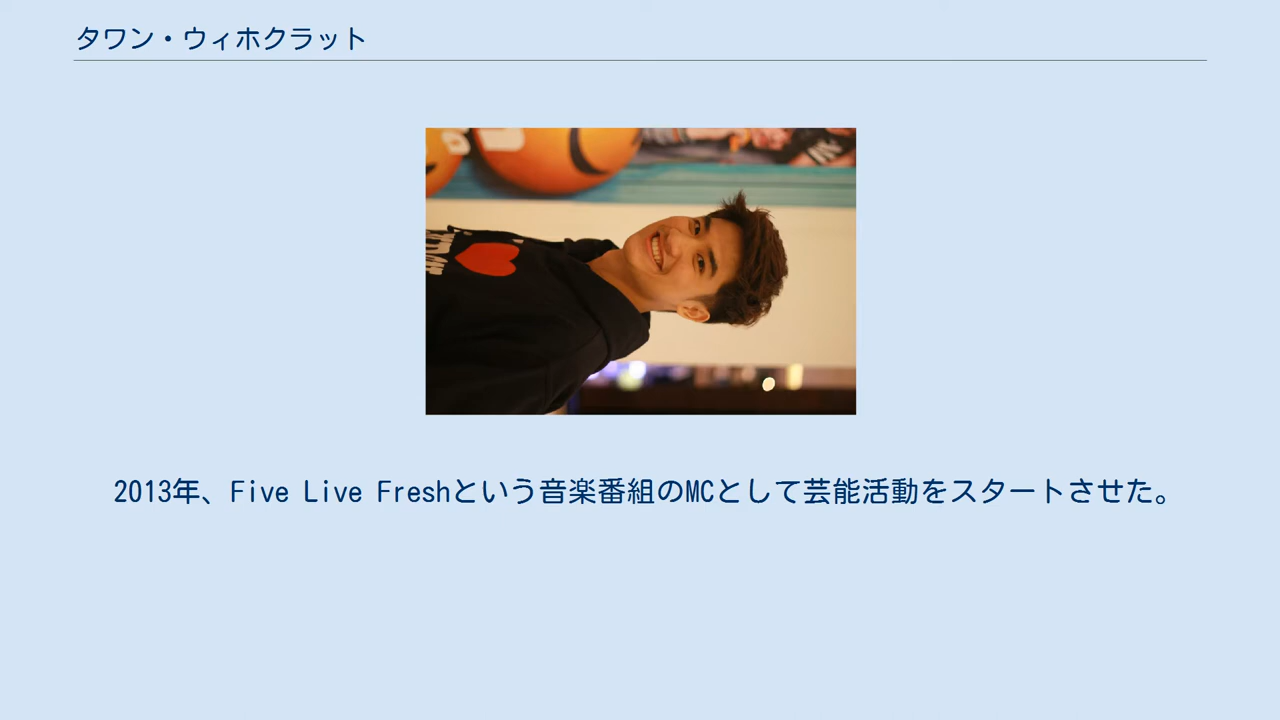 タワン・ウィホクラット
2013年、Five Live Freshという音楽番組のMCとして芸能活動をスタートさせた。